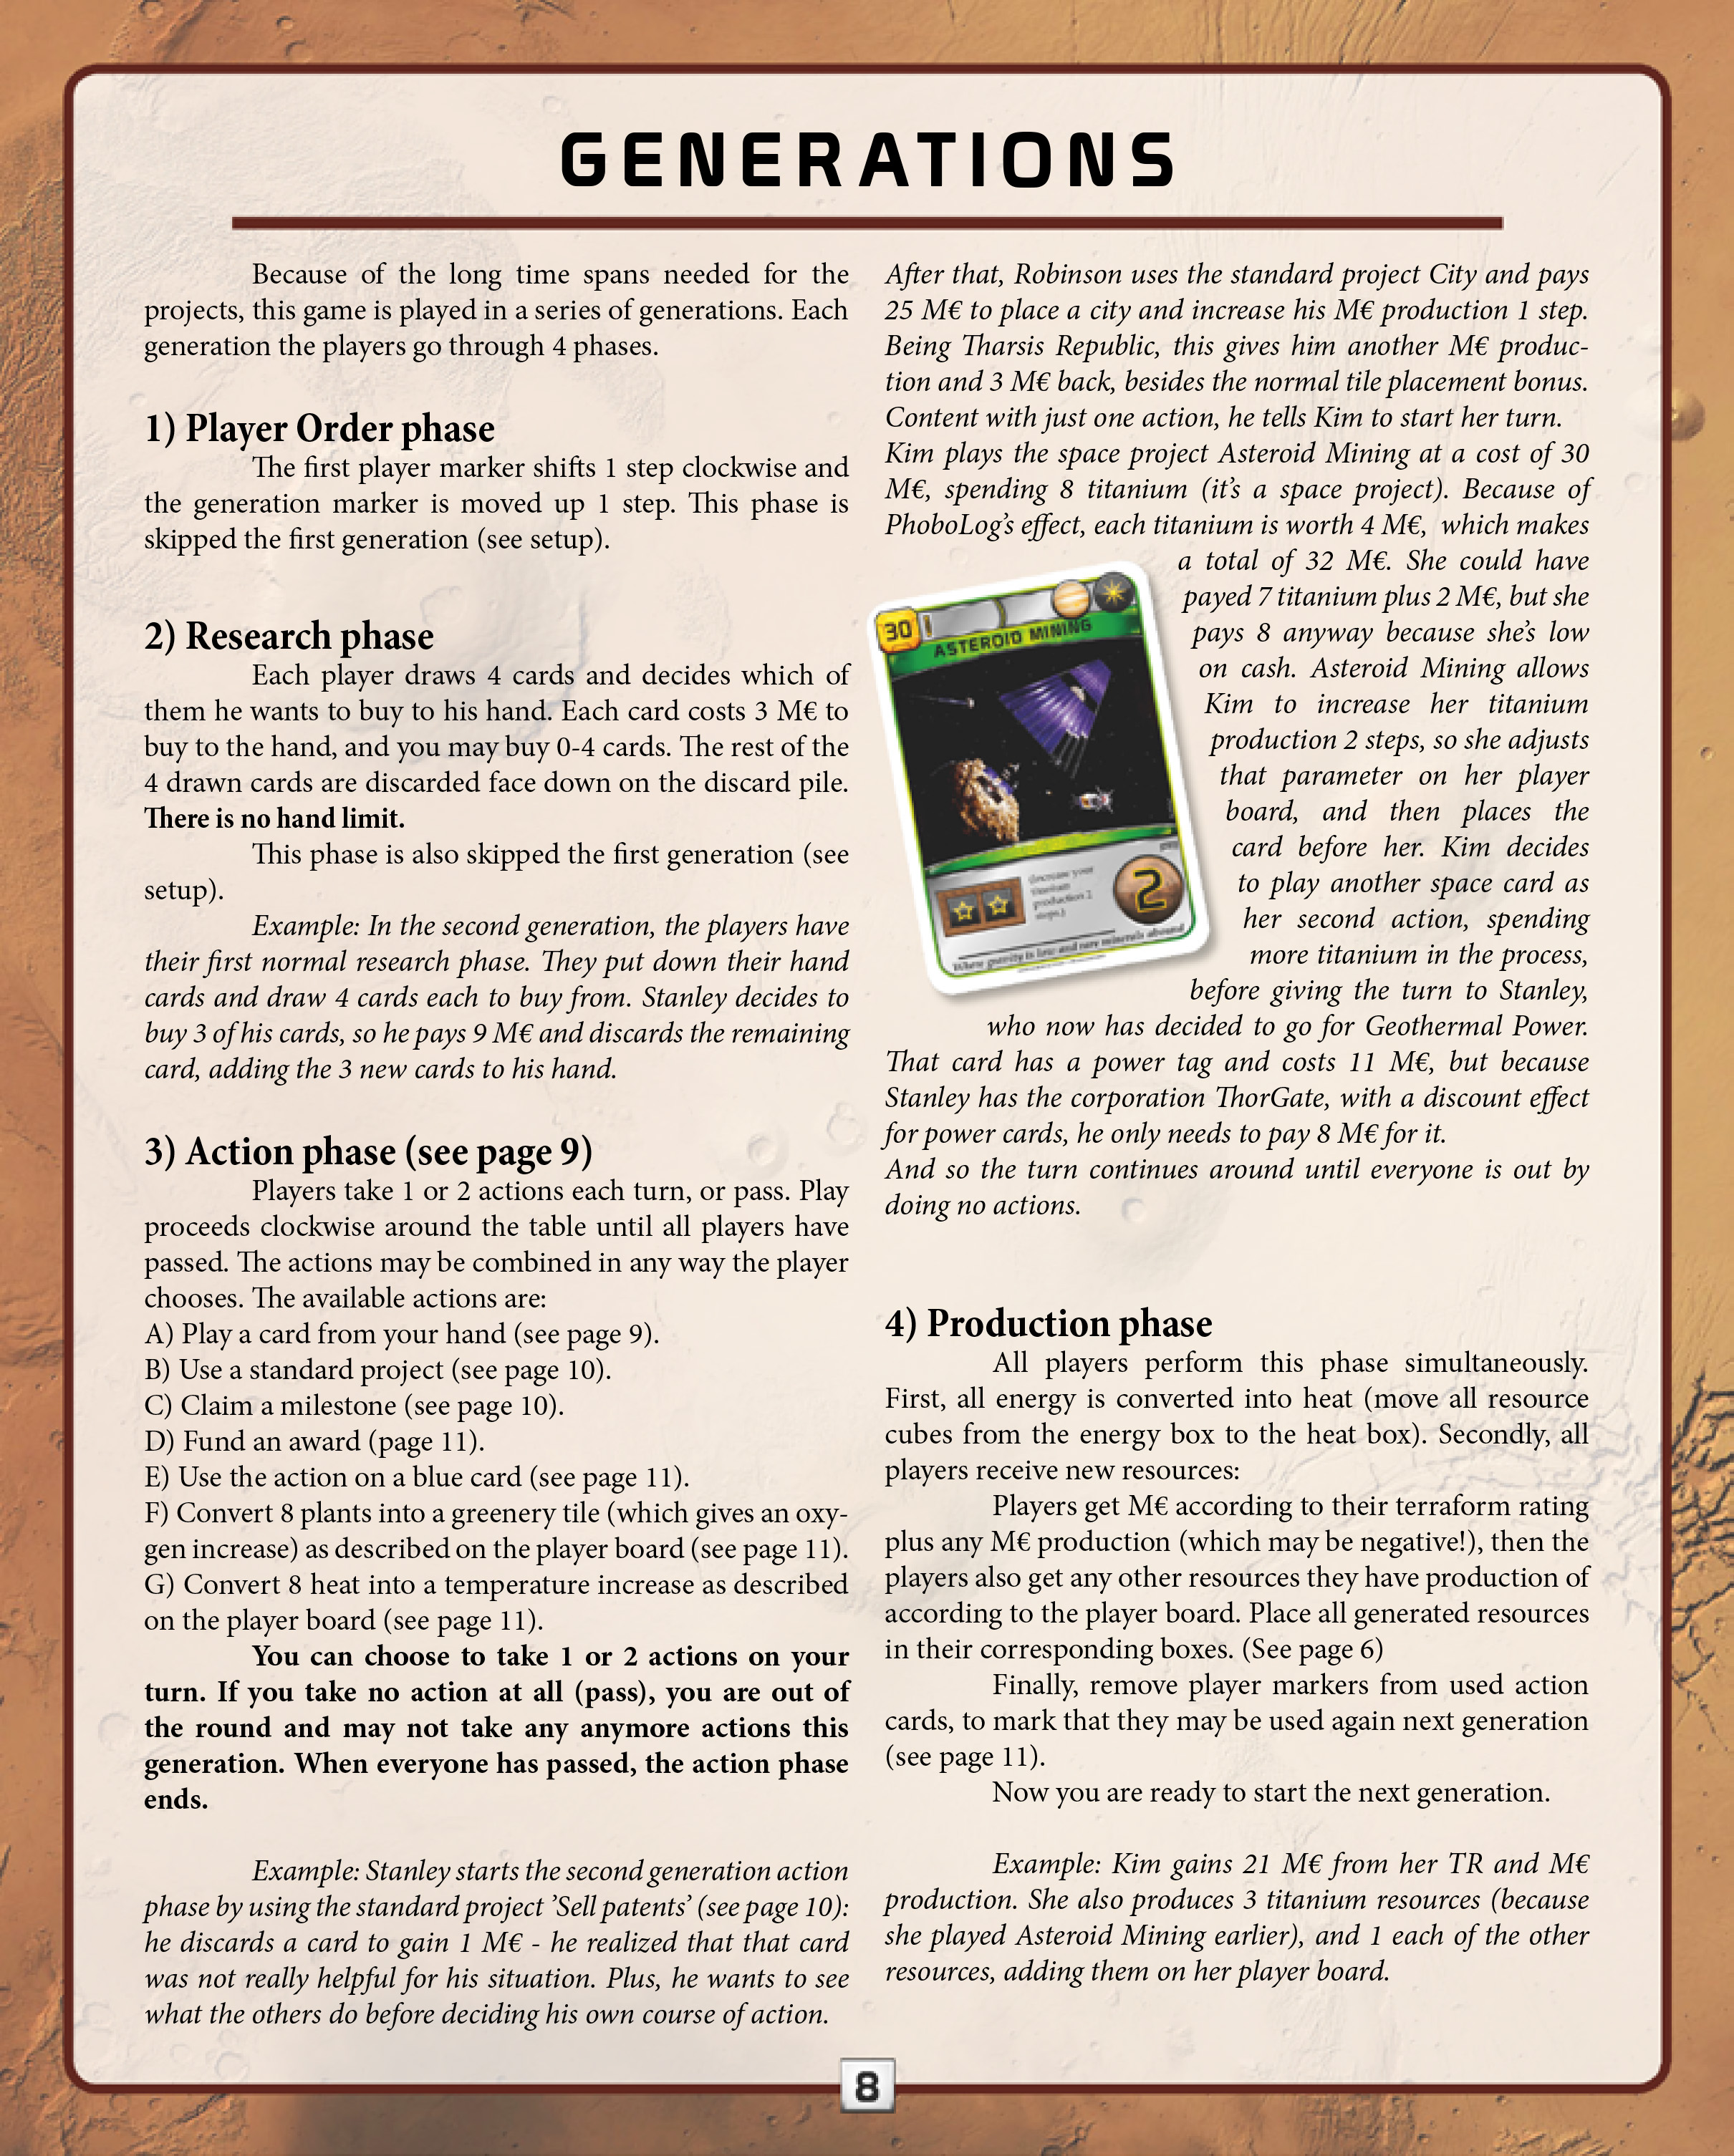 GENERATIONS
Because of the long time spans needed for the
projects, this game is played in a series of generations. Each
generation the players go through 4 phases.
1) Player Order phase
The first player marker shifts 1 step clockwise and
the generation marker is moved up 1 step. This phase is
skipped the first generation (see setup).
2) Research phase
Each player draws 4 cards and decides which of
them he wants to buy to his hand. Each card costs 3 M€ to
buy to the hand, and you may buy 0-4 cards. The rest of the
4 drawn cards are discarded face down on the discard pile.
There is no hand limit.
This phase is also skipped the first generation (see
setup).
Example: In the second generation, the players have
their first normal research phase. They put down their hand
cards and draw 4 cards each to buy from. Stanley decides to
buy 3 of his cards, so he pays 9 M€ and discards the remaining
card, adding the 3 new cards to his hand.
3) Action phase (see page 9)
Players take 1 or 2 actions each turn, or pass. Play
proceeds clockwise around the table until all players have
passed. The actions may be combined in any way the player
chooses. The available actions are:
A) Play a card from your hand (see page 9).
B) Use a standard project (see page 10).
C) Claim a milestone (see page 10).
D) Fund an award (page 11).
E) Use the action on a blue card (see page 11).
F) Convert 8 plants into a greenery tile (which gives an oxy-
gen increase) as described on the player board (see page 11).
G) Convert 8 heat into a temperature increase as described
on the player board (see page 11).
You can choose to take 1 or 2 actions on your
turn. If you take no action at all (pass), you are out of
the round and may not take any anymore actions this
generation. When everyone has passed, the action phase
ends.
Example: Stanley starts the second generation action
phase by using the standard project ’Sell patents’ (see page 10):
he discards a card to gain 1 M€ - he realized that that card
was not really helpful for his situation. Plus, he wants to see
what the others do before deciding his own course of action.
After that, Robinson uses the standard project City and pays
25 M€ to place a city and increase his M€ production 1 step.
Being Tharsis Republic, this gives him another M€ produc-
tion and 3 M€ back, besides the normal tile placement bonus.
Content with just one action, he tells Kim to start her turn.
Kim plays the space project Asteroid Mining at a cost of 30
M€, spending 8 titanium (it’s a space project). Because of
PhoboLog’s effect, each titanium is worth 4 M€, which makes
a total of 32 M€. She could have
payed 7 titanium plus 2 M€, but she
pays 8 anyway because she’s low
on cash. Asteroid Mining allows
Kim to increase her titanium
production 2 steps, so she adjusts
that parameter on her player
board, and then places the
card before her. Kim decides
to play another space card as
her second action, spending
more titanium in the process,
before giving the turn to Stanley,
who now has decided to go for Geothermal Power.
That card has a power tag and costs 11 M€, but because
Stanley has the corporation ThorGate, with a discount effect
for power cards, he only needs to pay 8 M€ for it.
And so the turn continues around until everyone is out by
doing no actions.
30
ASTEROID MINING
(Increase your
titanium
production 2
steps.)
2
Where gravity is low and rare minerals abound
4) Production phase
All players perform this phase simultaneously.
First, all energy is converted into heat (move all resource
cubes from the energy box to the heat box). Secondly, all
players receive new resources:
Players get M€ according to their terraform rating
plus any M€ production (which may be negative!), then the
players also get any other resources they have production of
according to the player board. Place all generated resources
in their corresponding boxes. (See page 6)
Finally, remove player markers from used action
cards, to mark that they may be used again next generation
(see page 11).
Now you are ready to start the next generation.
Example: Kim gains 21 M€ from her TR and M€
production. She also produces 3 titanium resources (because
she played Asteroid Mining earlier), and 1 each of the other
resources, adding them on her player board.
8